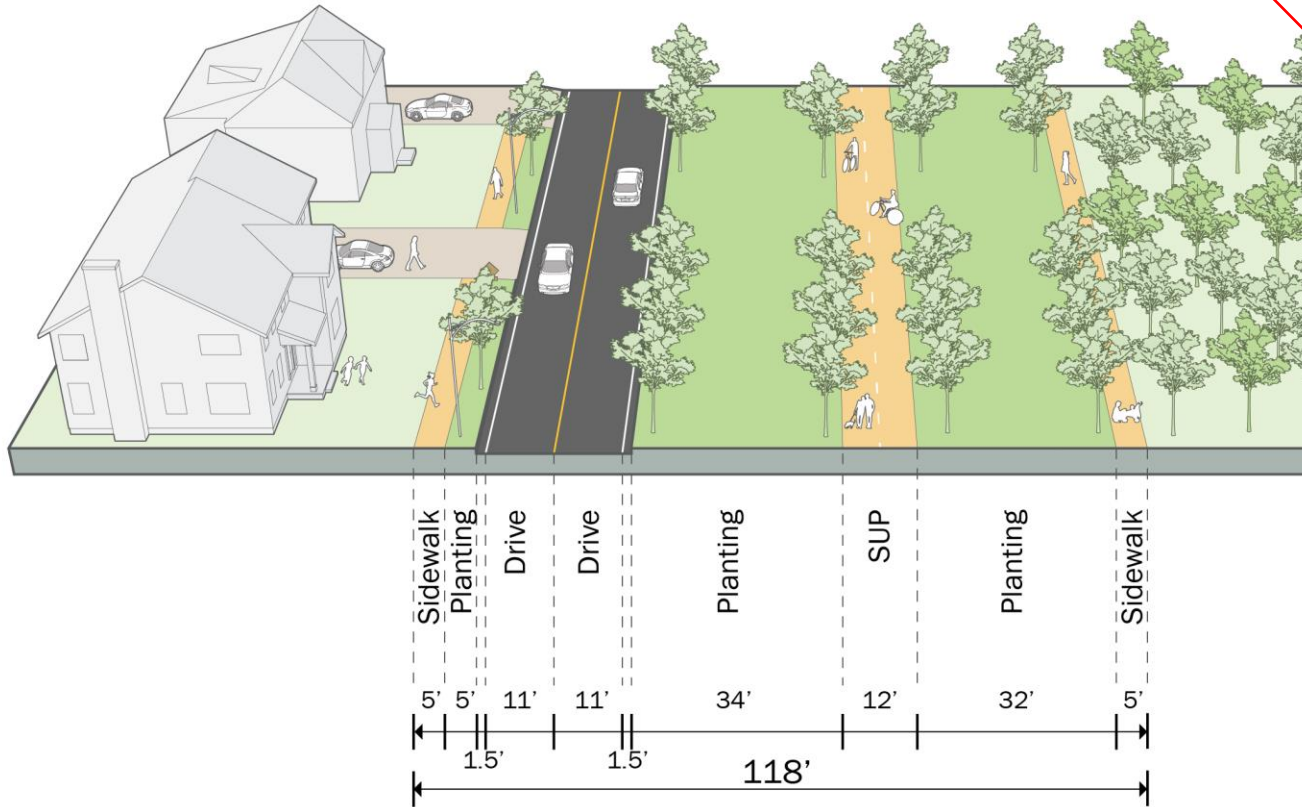 Sidewalk
Planting
Drive
Drive
Planting
SUP
Planting
Sidewalk
5’ 5’ 11’ 11’ 34’ 12’ 32’ 5’
1.5’ 1.5’
118’